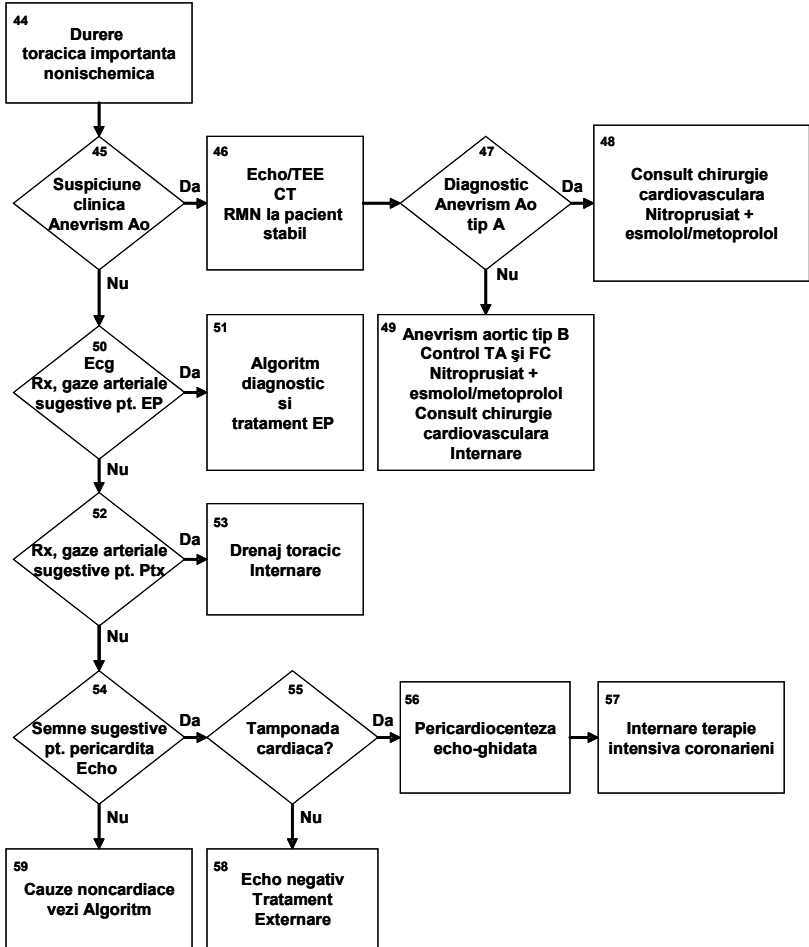 44
Durere
toracica importanta
nonischemica
45
Suspiciune
clinica
Anevrism Ao
Da
46
Echo/TEE
CT
RMN la pacient
stabil
47
Diagnostic
Anevrism Ao
tip A
Da
48
Consult chirurgie
cardiovasculara
Nitroprusiat +
esmolol/metoprolol
Nu
Nu
50
Ecg
Rx, gaze arteriale
sugestive pt. EP
Da
51
Algoritm
diagnostic
si
tratament EP
49
Anevrism aortic tip B
Control TA şi FC
Nitroprusiat +
esmolol/metoprolol
Consult chirurgie
cardiovasculara
Internare
Nu
52
Rx, gaze arteriale
sugestive pt. Ptx
Da
53
Drenaj toracic
Internare
Nu
54
Semne sugestive
pt. pericardita
Echo
Da
55
Tamponada
cardiaca?
Da
56
Pericardiocenteza
echo-ghidata
57
Internare terapie
intensiva coronarieni
Nu
Nu
59
Cauze noncardiace
vezi Algoritm
58
Echo negativ
Tratament
Externare